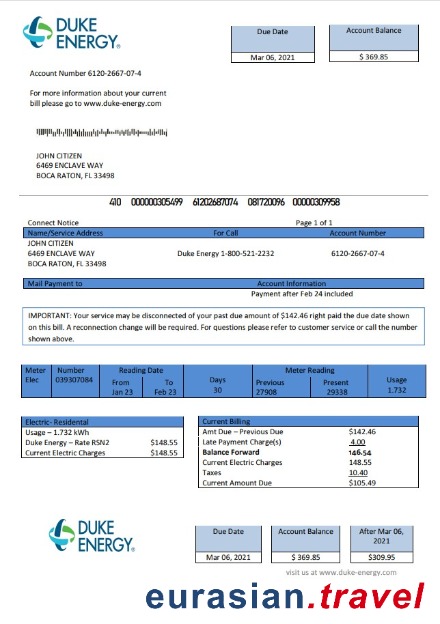 DUKE
ENERGY®
Due Date
Account Balance
Mar 06, 2021
$ 369.85
Account Number 6120-2667-07-4
For more information about your current
bill please go to www.duke-energy.com
JOHN CITIZEN
6469 ENCLAVE WAY
BOCA RATON, FL 33498
410 000000305499 61202687074 081720096 00000309958
Connect Notice
Page 1 of 1
Name/Service Address
For Call
Account Number
JOHN CITIZEN
6469 ENCLAVE WAY
Duke Energy 1-800-521-2232
6120-2667-07-4
BOCA RATON, FL 33498
Mail Payment to
Account Information
Payment after Feb 24 included
IMPORTANT: Your service may be disconnected of your past due amount of $142.46 right paid the due date shown
on this bill. A reconnection change will be required. For questions please refer to customer service or call the number
shown above.
Meter
Elec
Number
039307084
Reading Date
From
Jan 23
To
Feb 23
Days
30
Meter Reading
Previous
27908
Present
29338
Usage
1.732
Electric- Residental
Usage – 1.732 kWh
Duke Energy – Rate RSN2 $148.55
Current Electric Charges $148.55
Current Billing
Amt Due – Previous Due $142.46
Late Payment Charge(s) 4.00
Balance Forward 146.54
Current Electric Charges 148.55
Taxes 10.40
Current Amount Due $105.49
DUKE
ENERGY®
Due Date
Account Balance
After Mar 06,
2021
Mar 06, 2021
$ 369.85
$309.95
visit us at www.duke-energy.com
eurasian.travel